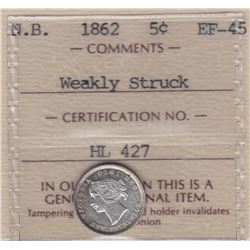 N.B. 1862 5¢ EF-45
— COMMENTS —
Weakly Struck
— CERTIFICATION NO. —
HL 427
IN OU N THIS IS A
GEN NAL ITEM.
Tampering d holder invalidates
inion